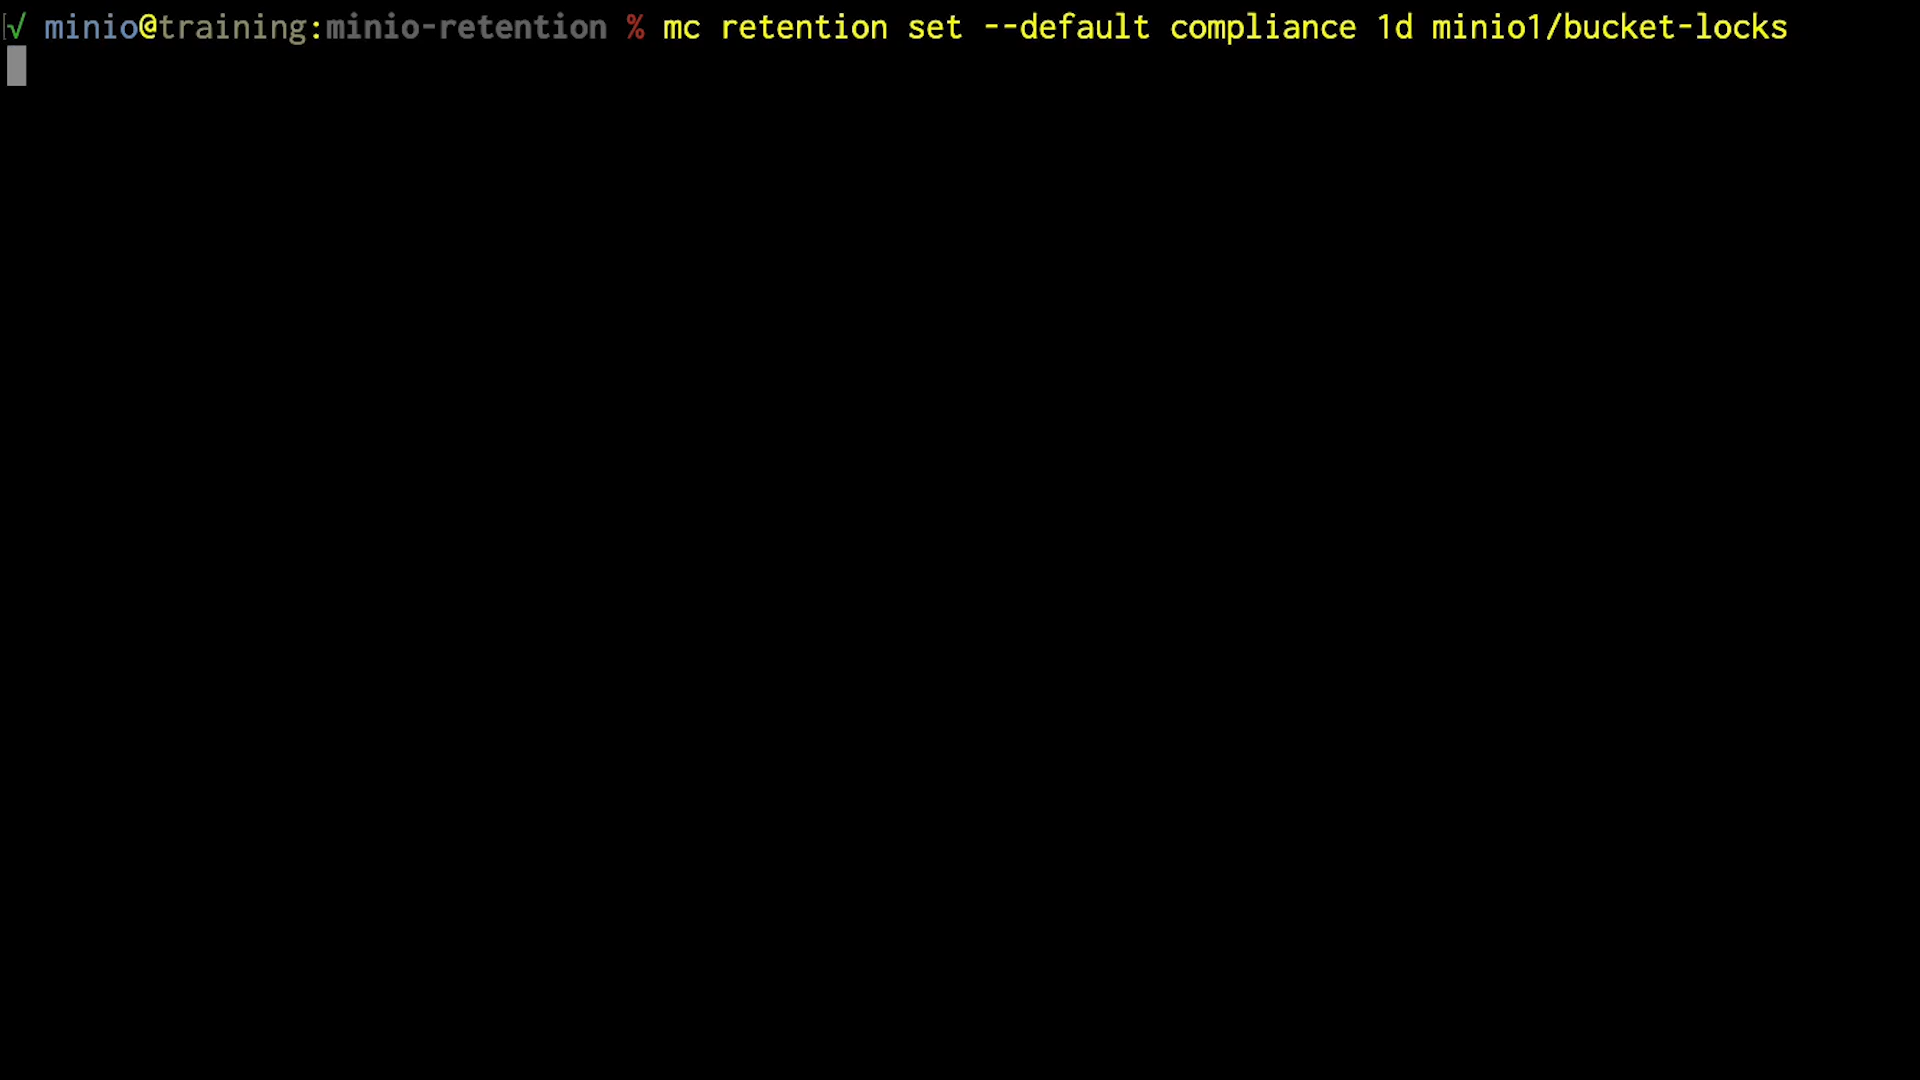 √ minio@training:minio-retention % mc retention set --default compliance 1d minio1/bucket-locks